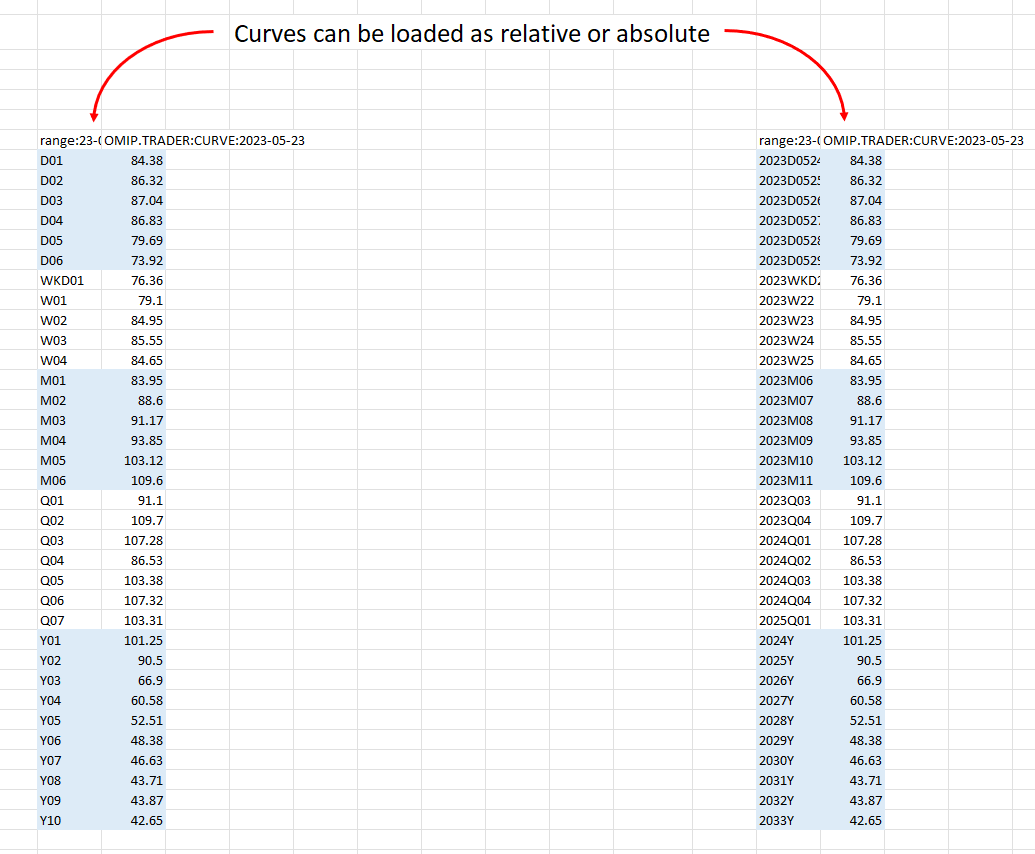 Curves can be loaded as relative or absolute
range:23-0 OMIP.TRADER:CURVE:2023-05-23 range:23-0 OMIP.TRADER:CURVE:2023-05-23
D01 84.38 2023D0524 84.38
D02 86.32 2023D0525 86.32
D03 87.04 2023D0526 87.04
D04 86.83 2023D0527 86.83
D05 79.69 2023D0528 79.69
D06 73.92 2023D0529 73.92
WKD01 76.36 2023WKD2 76.36
W01 79.1 2023W22 79.1
W02 84.95 2023W23 84.95
W03 85.55 2023W24 85.55
W04 84.65 2023W25 84.65
M01 83.95 2023M06 83.95
M02 88.6 2023M07 88.6
M03 91.17 2023M08 91.17
M04 93.85 2023M09 93.85
M05 103.12 2023M10 103.12
M06 109.6 2023M11 109.6
Q01 91.1 2023Q03 91.1
Q02 109.7 2023Q04 109.7
Q03 107.28 2024Q01 107.28
Q04 86.53 2024Q02 86.53
Q05 103.38 2024Q03 103.38
Q06 107.32 2024Q04 107.32
Q07 103.31 2025Q01 103.31
Y01 101.25 2024Y 101.25
Y02 90.5 2025Y 90.5
Y03 66.9 2026Y 66.9
Y04 60.58 2027Y 60.58
Y05 52.51 2028Y 52.51
Y06 48.38 2029Y 48.38
Y07 46.63 2030Y 46.63
Y08 43.71 2031Y 43.71
Y09 43.87 2032Y 43.87
Y10 42.65 2033Y 42.65